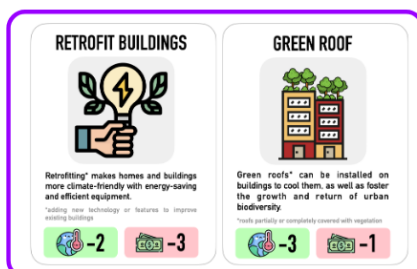 RETROFIT BUILDINGS
Retrofitting* makes homes and buildings
more climate-friendly with energy-saving
and efficient equipment.
*adding new technology or features to improve
existing buildings
-2
-3
GREEN ROOF
Green roofs* can be installed on
buildings to cool them, as well as foster
the growth and return of urban
biodiversity.
*roofs partially or completely covered with vegetation
-3
-1